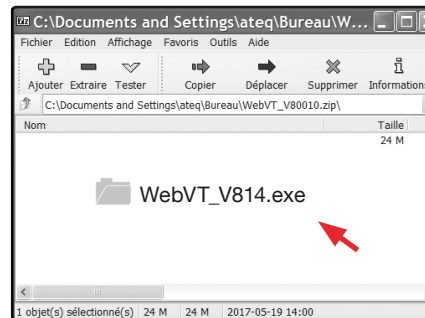 C:\Documents and Settings\ateq\Bureau\W...
Fichier Edition Affichage Favoris Outils Aide
Ajouter Extraire Tester Copier Déplacer Supprimer Informations
C:\Documents and Settings\ateq\Bureau\WebVT_V80010.zip\
Nom Taille
24 M
WebVT_V814.exe
1 objet(s) sélectionné(s) 24 M 24 M 2017-05-19 14:00